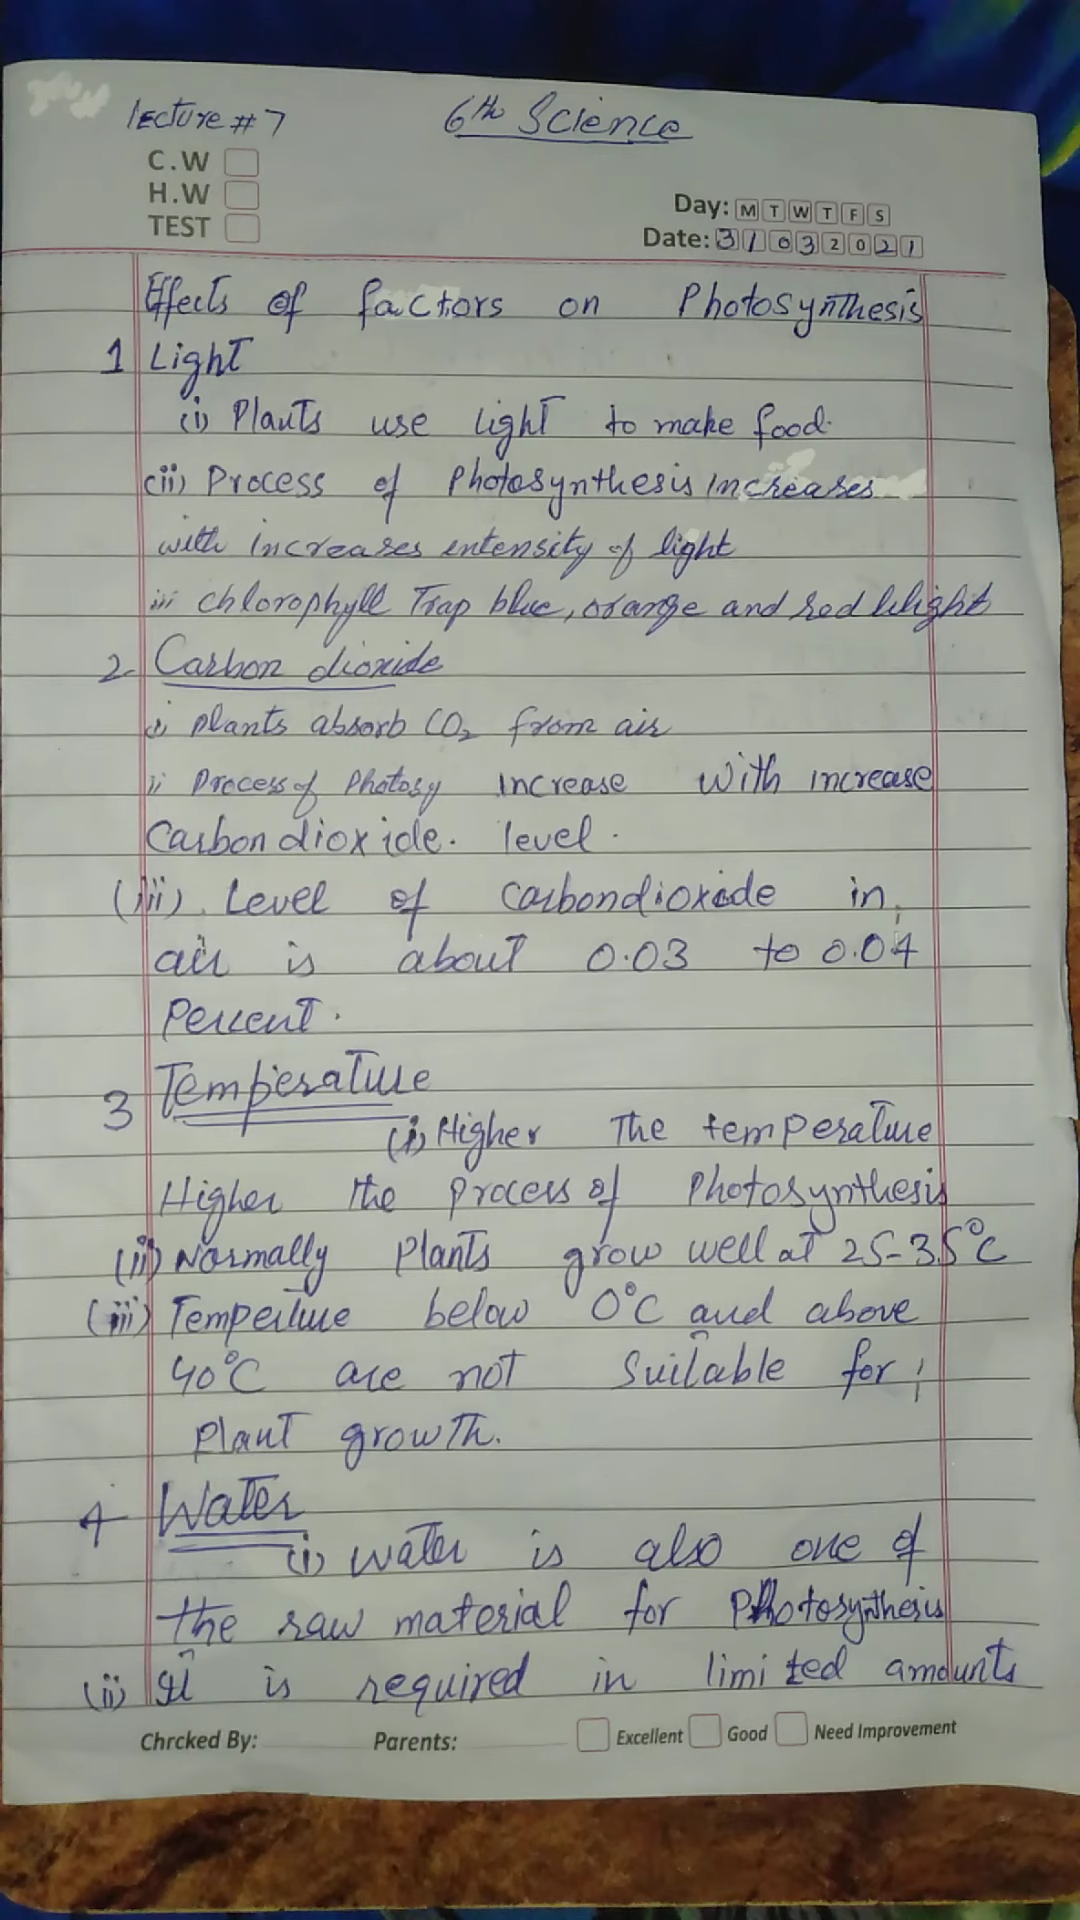 Lecture # 7
6th Science
C.W
H.W
TEST
Day: M T W T F S
Date: 31 03 2021
Effects of factors on Photosynthesis
1 Light
(i) Plants use light to make food.
(ii) Process of Photosynthesis increases
with increases intensity of light
iii chlorophyll Trap blue, orange and red light
2 Carbon dioxide
(i) plants absorb CO₂ from air
ii Process of Photosy increase with increase
Carbon dioxide. level.
(iii). Level of carbondioxide in
air is about 0.03 to 0.04
Percent.
3 Temperature
(i) Higher The temperature
Higher the process of Photosynthesis
(ii) Normally Plants grow well at 25-35°C
(iii) Temperture below 0°C and above
40°C are not Suitable for
plant growth.
4 Water
(i) water is also one of
the raw material for Photosynthesis
(ii) It is required in limited amounts
Chrcked By: Parents: Excellent Good Need Improvement